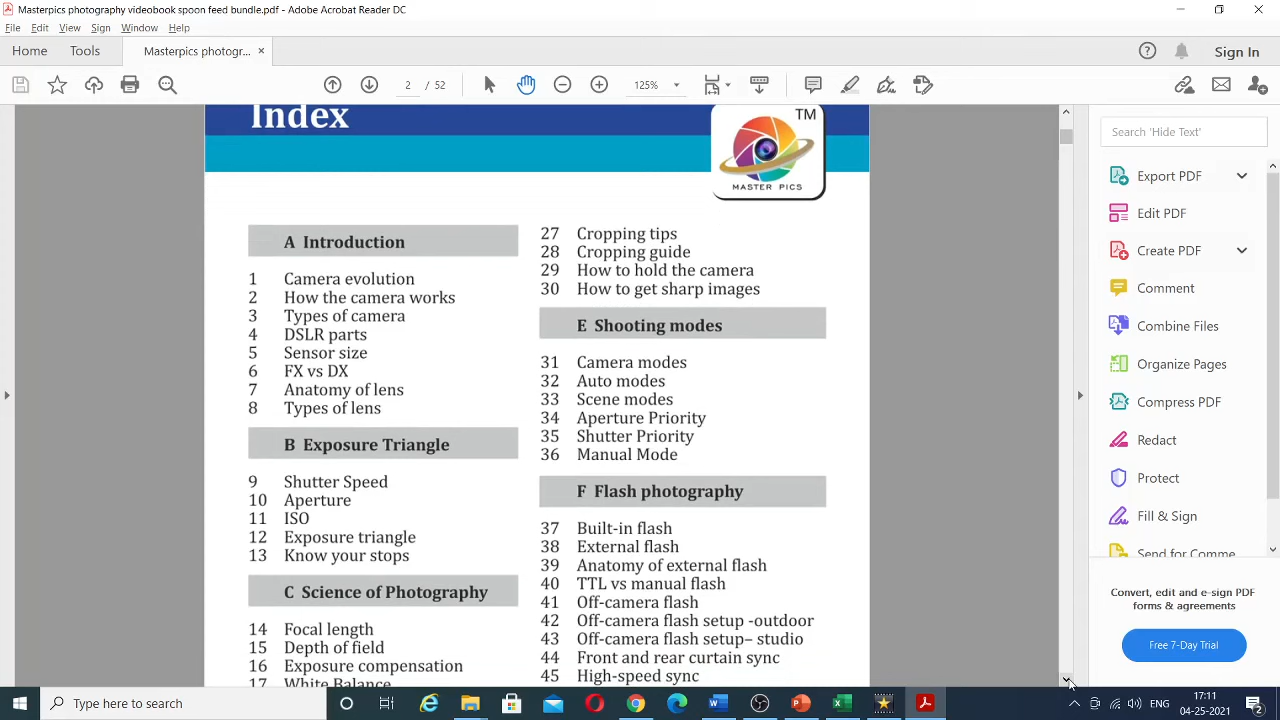 Masterpics photography videobook spoon feed bundle.pdf - Adobe Acrobat Reader DC
File Edit View Sign Window Help
Home Tools Masterpics photogr... × Sign In
2 / 52 125%
Index
TM
MASTER PICS
A Introduction
1 Camera evolution
2 How the camera works
3 Types of camera
4 DSLR parts
5 Sensor size
6 FX vs DX
7 Anatomy of lens
8 Types of lens
B Exposure Triangle
9 Shutter Speed
10 Aperture
11 ISO
12 Exposure triangle
13 Know your stops
C Science of Photography
14 Focal length
15 Depth of field
16 Exposure compensation
17 White Balance
27 Cropping tips
28 Cropping guide
29 How to hold the camera
30 How to get sharp images
E Shooting modes
31 Camera modes
32 Auto modes
33 Scene modes
34 Aperture Priority
35 Shutter Priority
36 Manual Mode
F Flash photography
37 Built-in flash
38 External flash
39 Anatomy of external flash
40 TTL vs manual flash
41 Off-camera flash
42 Off-camera flash setup -outdoor
43 Off-camera flash setup– studio
44 Front and rear curtain sync
45 High-speed sync
Search 'Hide Text'
Export PDF
Edit PDF
Create PDF
Comment
Combine Files
Organize Pages
Compress PDF
Redact
Protect
Fill & Sign
Send for Comme
Convert, edit and e-sign PDF
forms & agreements
Free 7-Day Trial
Type here to search
ENG
17:11
04-25-2021
2